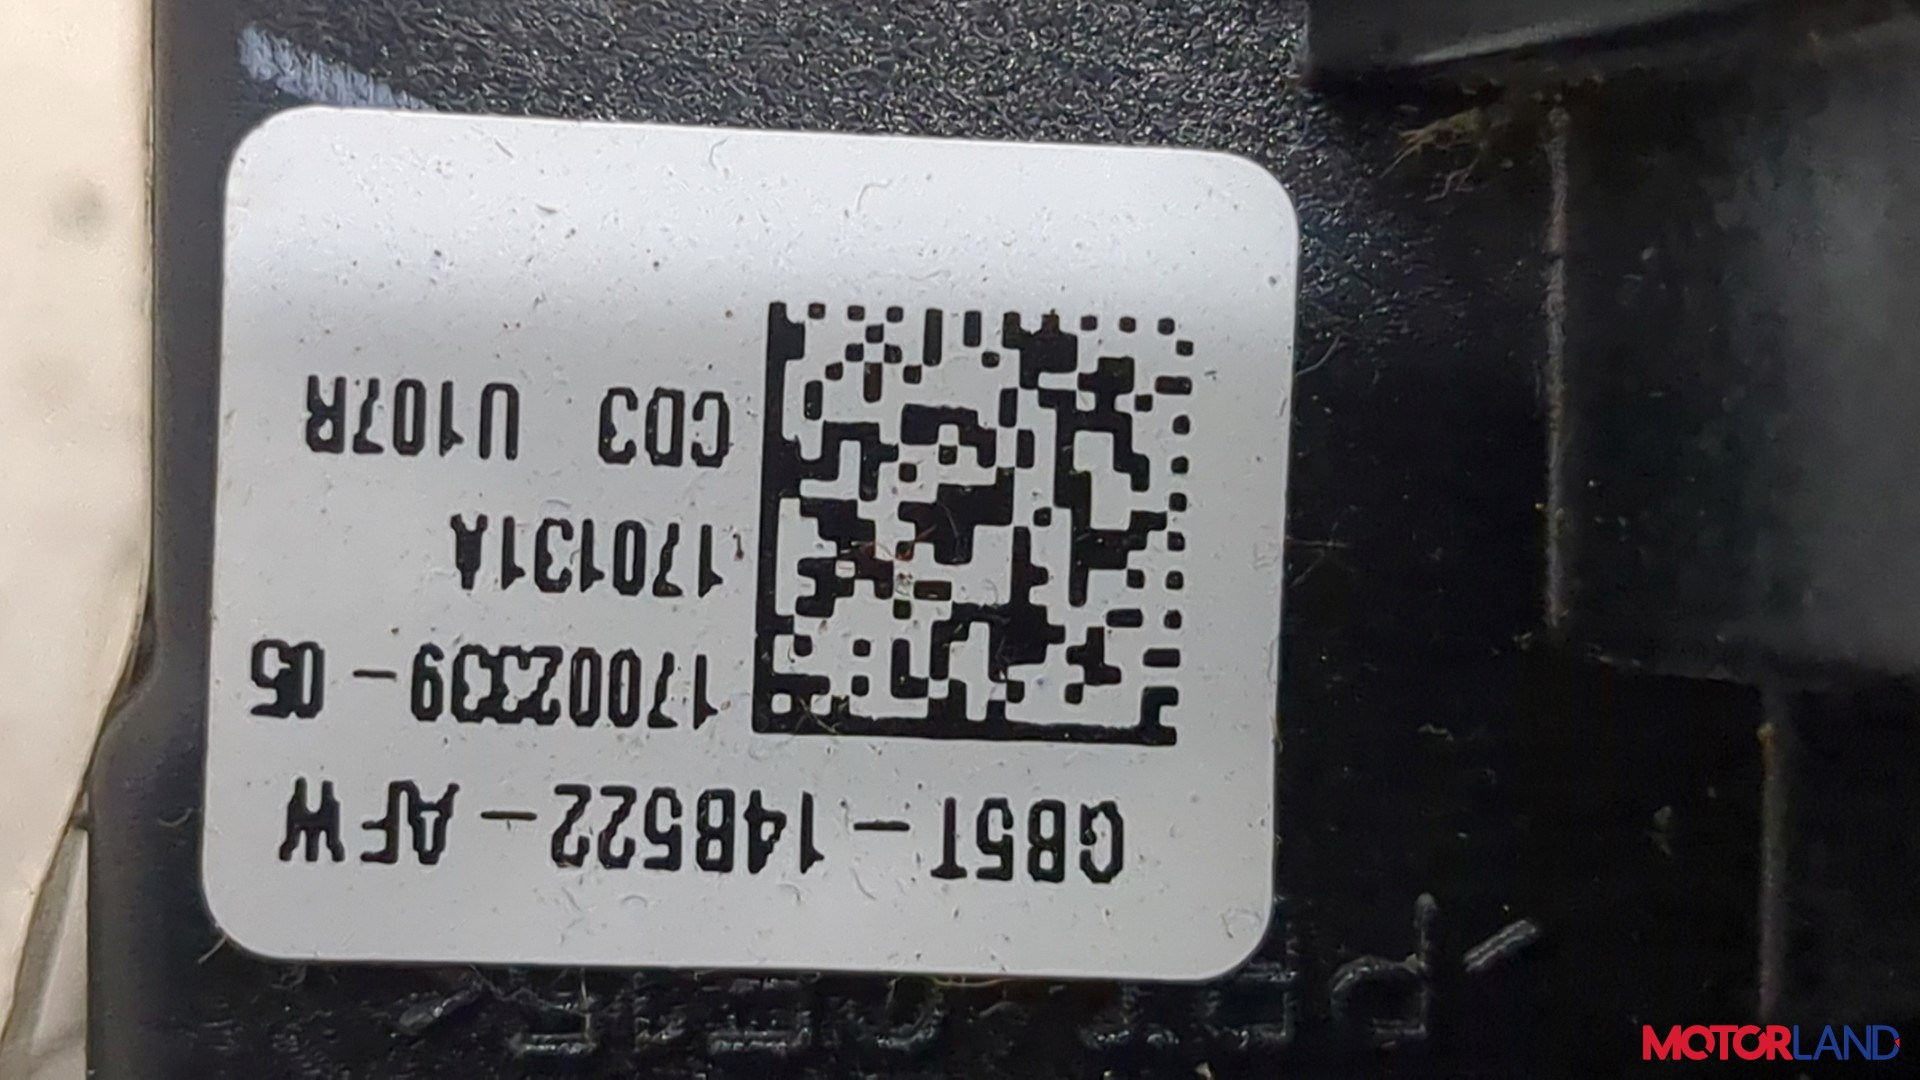 GB5T-14B522-AFW
17002339-05
170131A
CD3 U107R
MOTORLAND